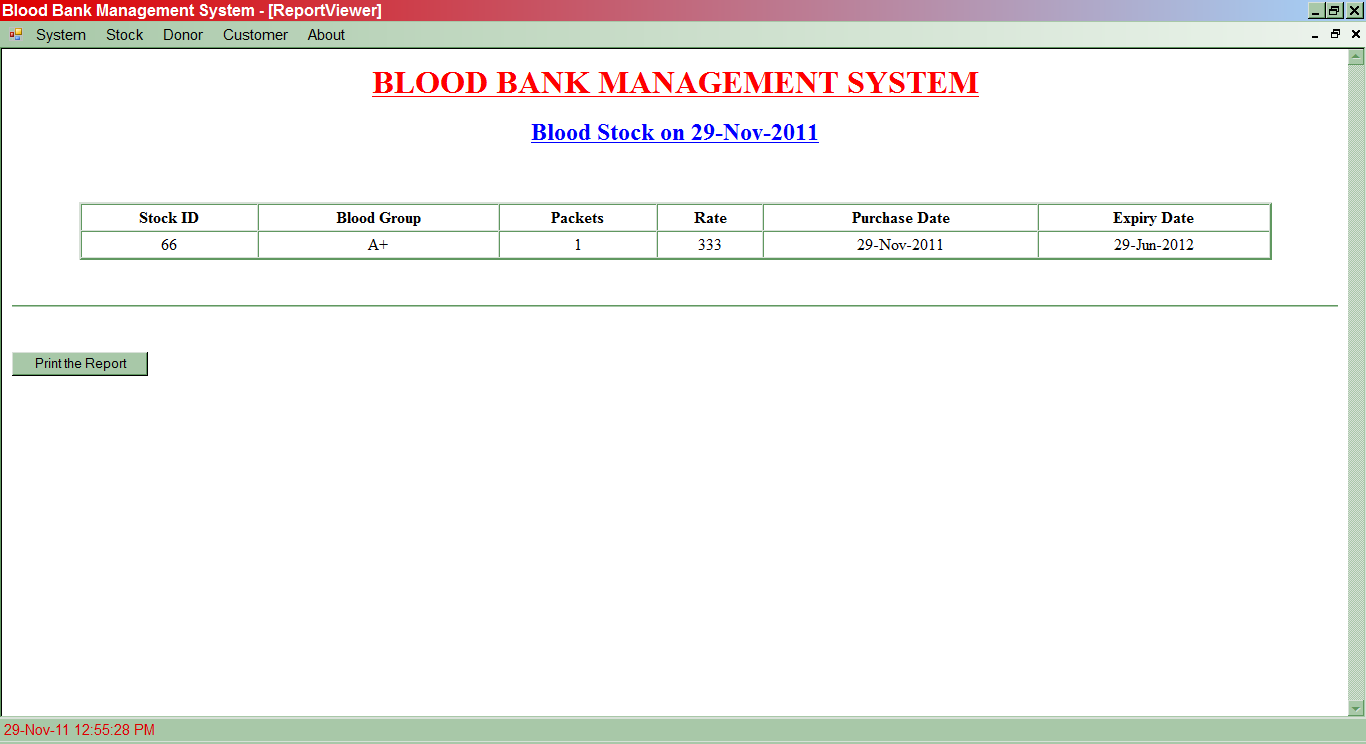 Blood Bank Management System - [ReportViewer]
System Stock Donor Customer About
BLOOD BANK MANAGEMENT SYSTEM
Blood Stock on 29-Nov-2011
Stock ID Blood Group Packets Rate Purchase Date Expiry Date
66 A+ 1 333 29-Nov-2011 29-Jun-2012
Print the Report
29-Nov-11 12:55:28 PM